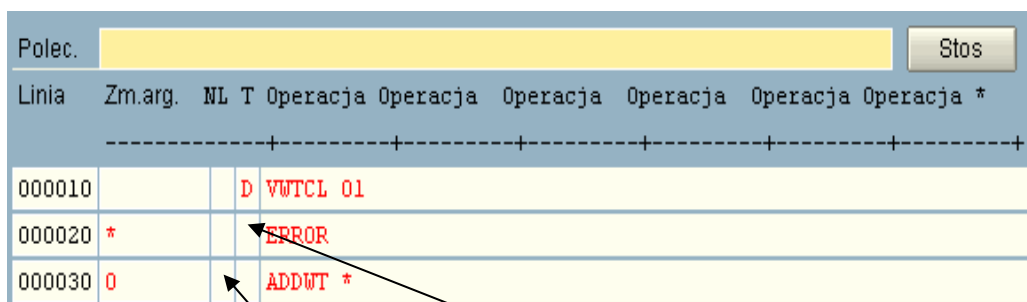 Polec. Stos
Linia Zm.arg. NL T Operacja Operacja Operacja Operacja Operacja Operacja *
-------------+---------+---------+---------+---------+---------+---------+
000010 D VWTCL 01
000020 * ERROR
000030 0 ADDWT *